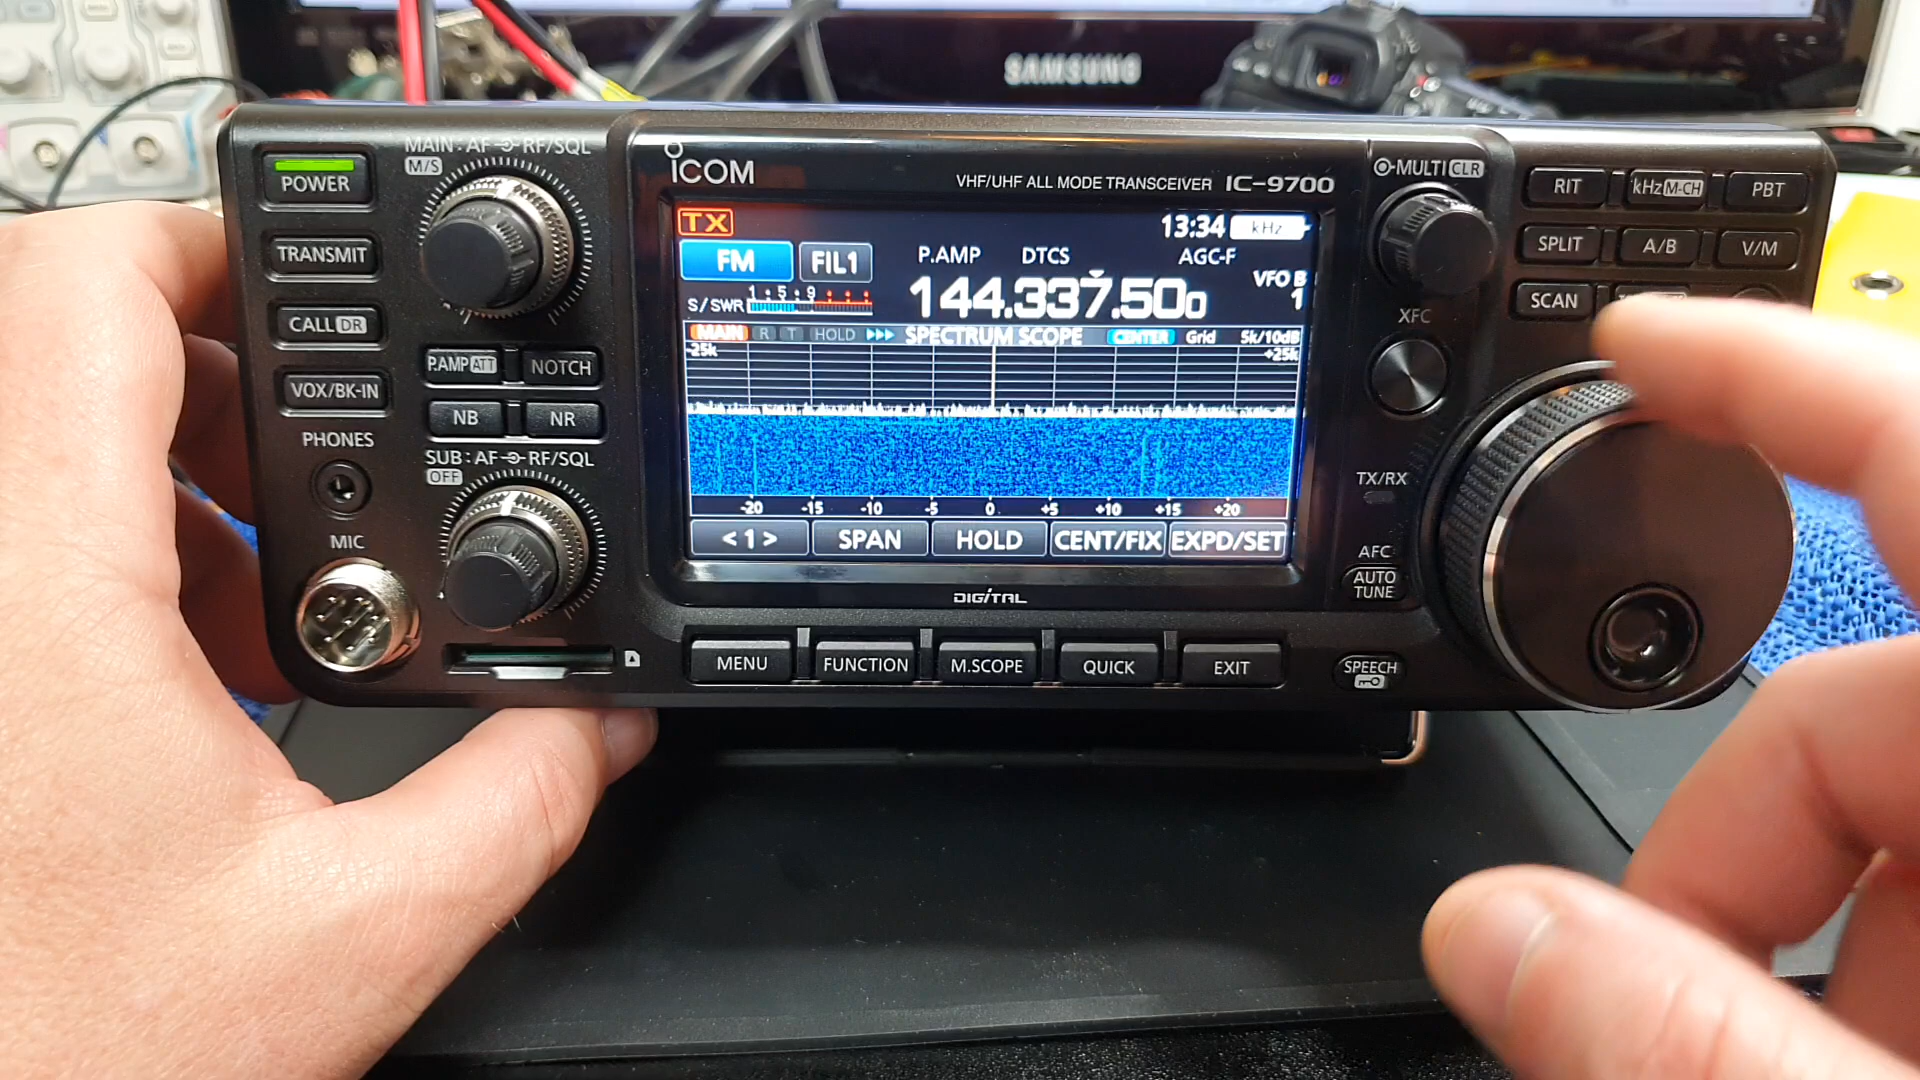 SAMSUNG
ICOM
VHF/UHF ALL MODE TRANSCEIVER IC-9700
POWER
TRANSMIT
CALL DR
VOX/BK-IN
PHONES
MIC
MAIN: AF RF/SQL
M/S
P.AMP ATT
NOTCH
NB
NR
SUB: AF RF/SQL
OFF
TX
13:34 kHz
FM FIL1 P.AMP DTCS AGC-F
144.337.500
VFO B
1
S/SWR 1 5 9
MAIN R T HOLD SPECTRUM SCOPE CENTER Grid 5k/10dB
-25k +25k
-20 -15 -10 -5 0 +5 +10 +15 +20
<1> SPAN HOLD CENT/FIX EXPD/SET
DIGITAL
MENU FUNCTION M.SCOPE QUICK EXIT
MULTI CLR
XFC
TX/RX
AFC
AUTO TUNE
SPEECH
RIT kHz M-CH PBT
SPLIT A/B V/M
SCAN